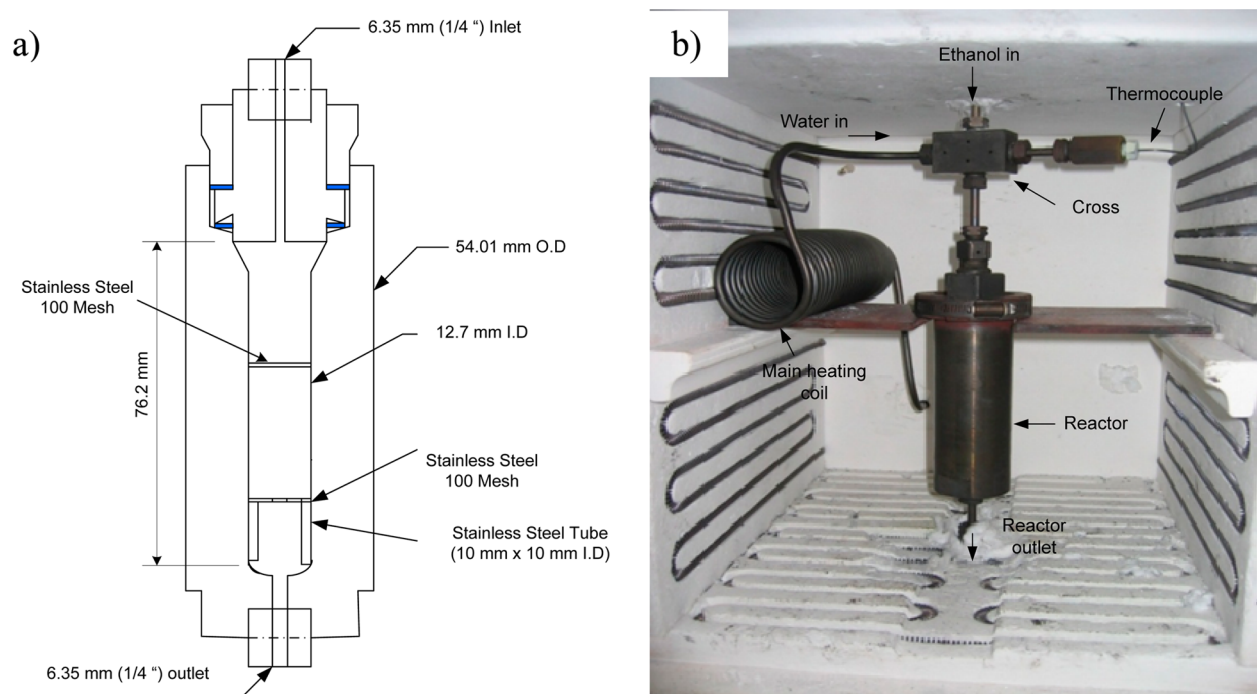 a)
6.35 mm (1/4 “) Inlet
54.01 mm O.D
Stainless Steel
100 Mesh
12.7 mm I.D
76.2 mm
Stainless Steel
100 Mesh
Stainless Steel Tube
(10 mm x 10 mm I.D)
6.35 mm (1/4 “) outlet
b)
Ethanol in
Thermocouple
Water in
Cross
Main heating
coil
Reactor
Reactor
outlet